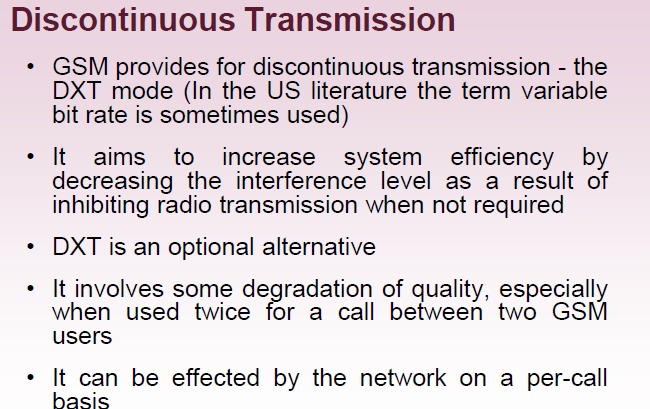 Discontinuous Transmission
• GSM provides for discontinuous transmission - the
DXT mode (In the US literature the term variable
bit rate is sometimes used)
• It aims to increase system efficiency by
decreasing the interference level as a result of
inhibiting radio transmission when not required
• DXT is an optional alternative
• It involves some degradation of quality, especially
when used twice for a call between two GSM
users
• It can be effected by the network on a per-call
basis